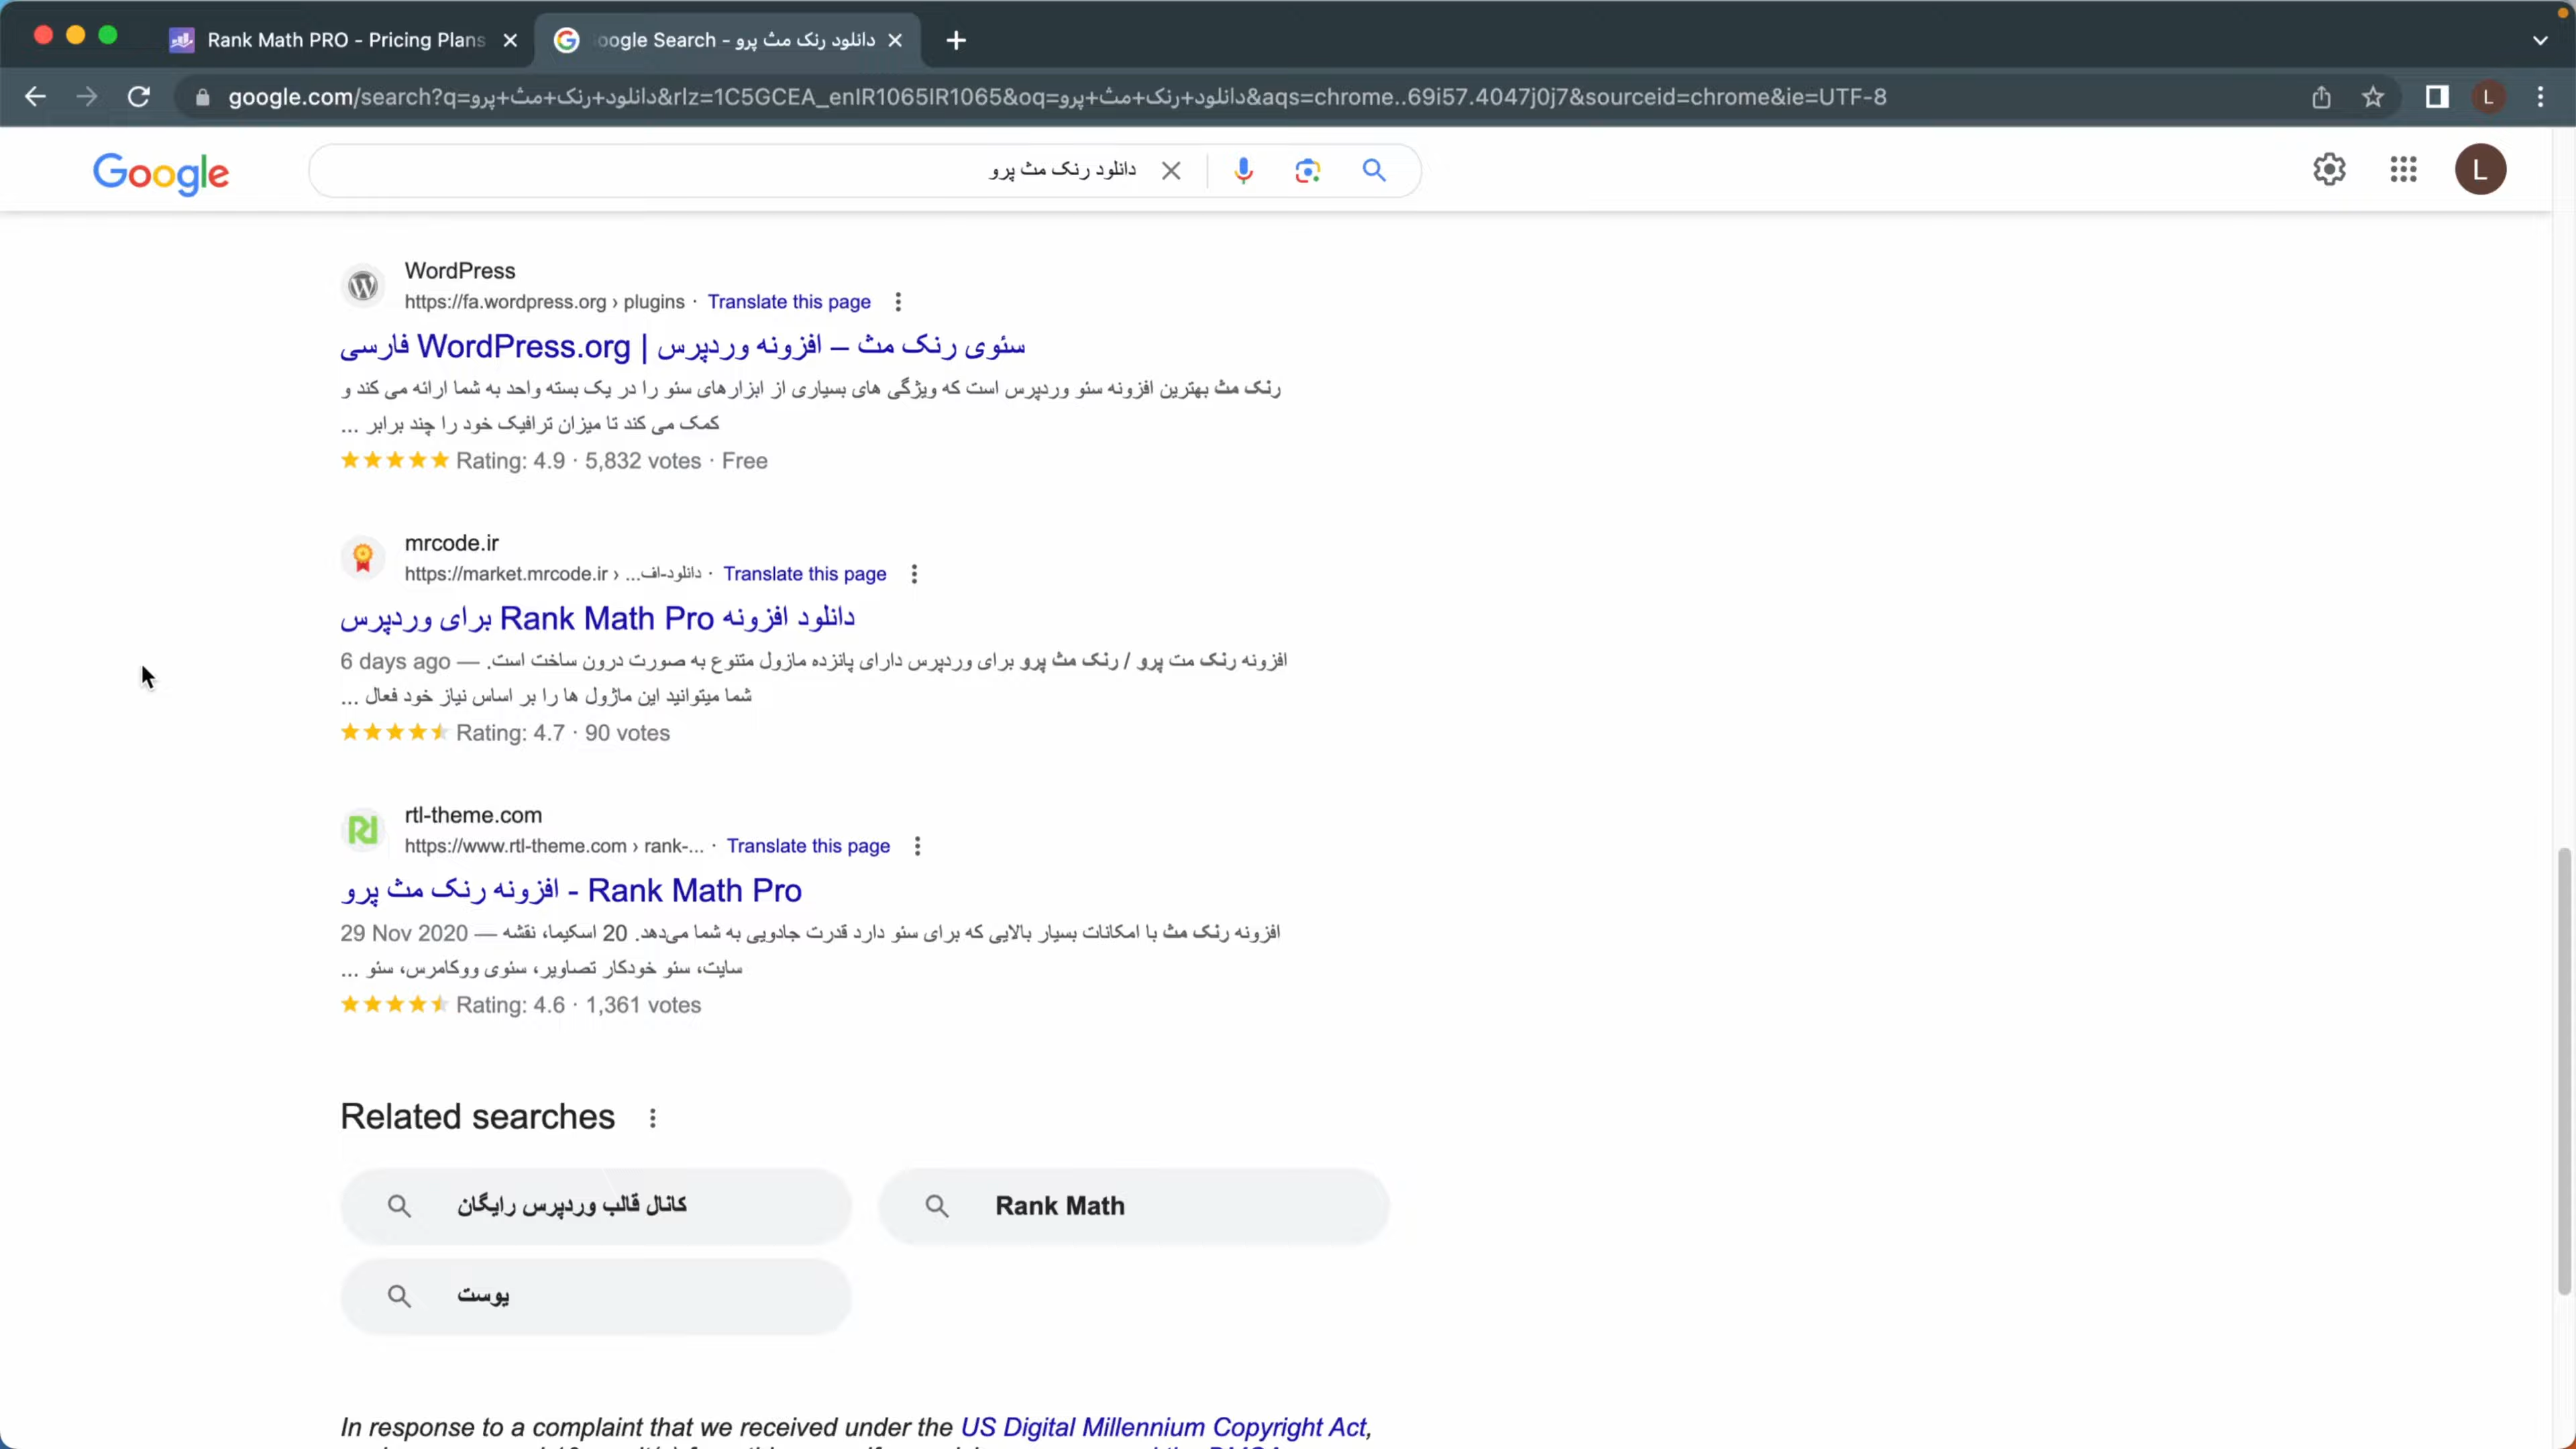 Rank Math PRO - Pricing Plans
دانلود رنک مث پرو - oogle Search
google.com/search?q=دانلود+رنک+مث+پرو&rlz=1C5GCEA_enIR1065IR1065&oq=دانلود+رنک+مث+پرو&aqs=chrome..69i57.4047j0j7&sourceid=chrome&ie=UTF-8
L
Google
دانلود رنک مث پرو
L
WordPress
https://fa.wordpress.org › plugins · Translate this page
سئوی رنک مث – افزونه وردپرس | WordPress.org فارسی
رنک مث بهترین افزونه سئو وردپرس است که ویژگی های بسیاری از ابزارهای سئو را در یک بسته واحد به شما ارائه می کند و
کمک می کند تا میزان ترافیک خود را چند برابر ...
Rating: 4.9 · 5,832 votes · Free
mrcode.ir
https://market.mrcode.ir › ...دانلود-اف · Translate this page
دانلود افزونه Rank Math Pro برای وردپرس
6 days ago — افزونه رنک مت پرو / رنک مث پرو برای وردپرس دارای پانزده مازول متنوع به صورت درون ساخت است.
شما میتوانید این ماژول ها را بر اساس نیاز خود فعال ...
Rating: 4.7 · 90 votes
rtl-theme.com
https://www.rtl-theme.com › rank-... · Translate this page
افزونه رنک مث پرو - Rank Math Pro
29 Nov 2020 — افزونه رنک مث با امکانات بسیار بالایی که برای سئو دارد قدرت جادویی به شما می‌دهد. 20 اسکیما، نقشه
سایت، سئو خودکار تصاویر، سئوی ووکامرس، سئو ...
Rating: 4.6 · 1,361 votes
Related searches
کانال قالب وردپرس رایگان
Rank Math
یوست
In response to a complaint that we received under the US Digital Millennium Copyright Act,